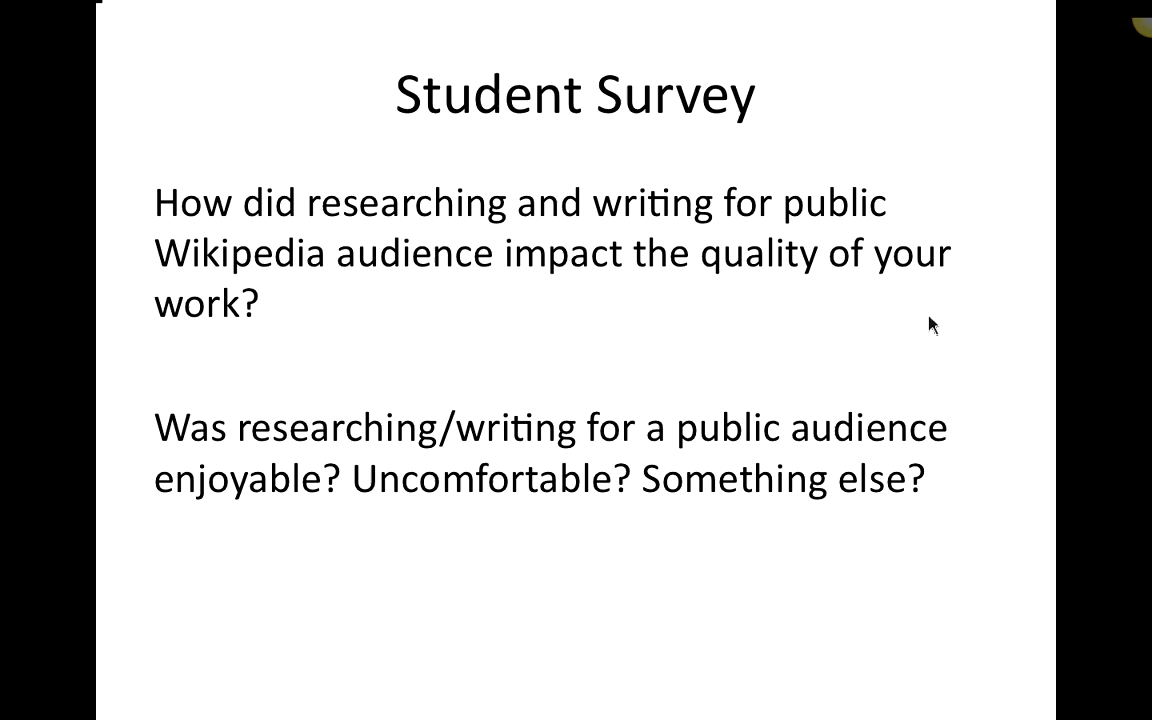 Student Survey
How did researching and writing for public
Wikipedia audience impact the quality of your
work?
Was researching/writing for a public audience
enjoyable? Uncomfortable? Something else?